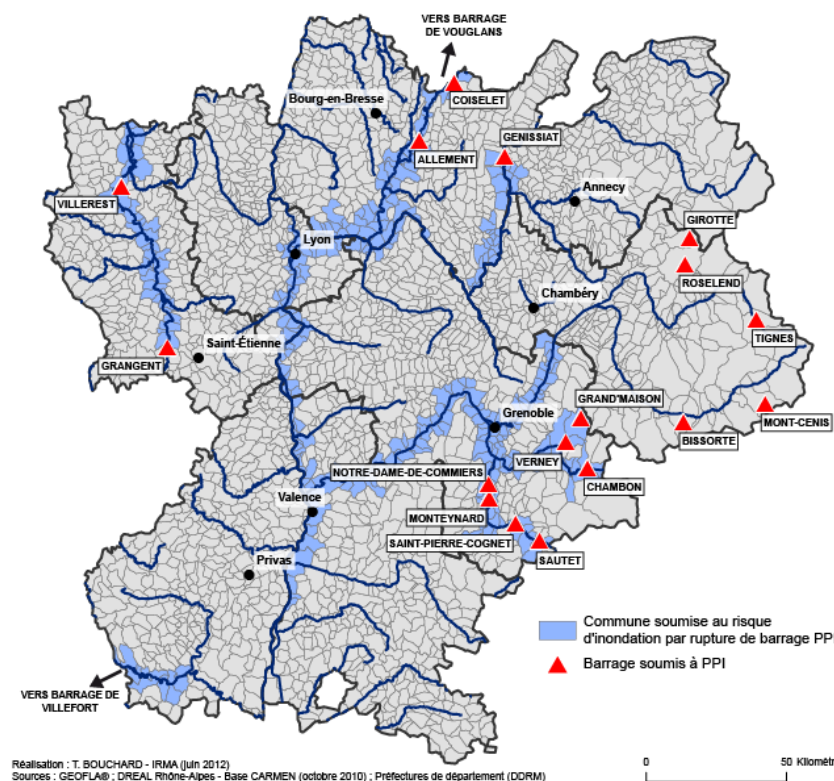 VERS BARRAGE
DE VOUGLANS
Bourg-en-Bresse
COISELET
ALLEMENT
GENISSIAT
Annecy
VILLEREST
GIROTTE
Lyon
ROSELEND
Chambéry
TIGNES
Saint-Étienne
GRANGENT
GRAND'MAISON
MONT-CENIS
Grenoble
BISSORTE
VERNEY
NOTRE-DAME-DE-COMMIERS
CHAMBON
Valence
MONTEYNARD
SAINT-PIERRE-COGNET
SAUTET
Privas
Commune soumise au risque
d'inondation par rupture de barrage PPI
Barrage soumis à PPI
VERS BARRAGE DE
VILLEFORT
Réalisation : T. BOUCHARD - IRMA (juin 2012)
Sources : GEOFLA® ; DREAL Rhône-Alpes - Base CARMEN (octobre 2010) ; Préfectures de département (DDRM)
0 50 Kilomèt